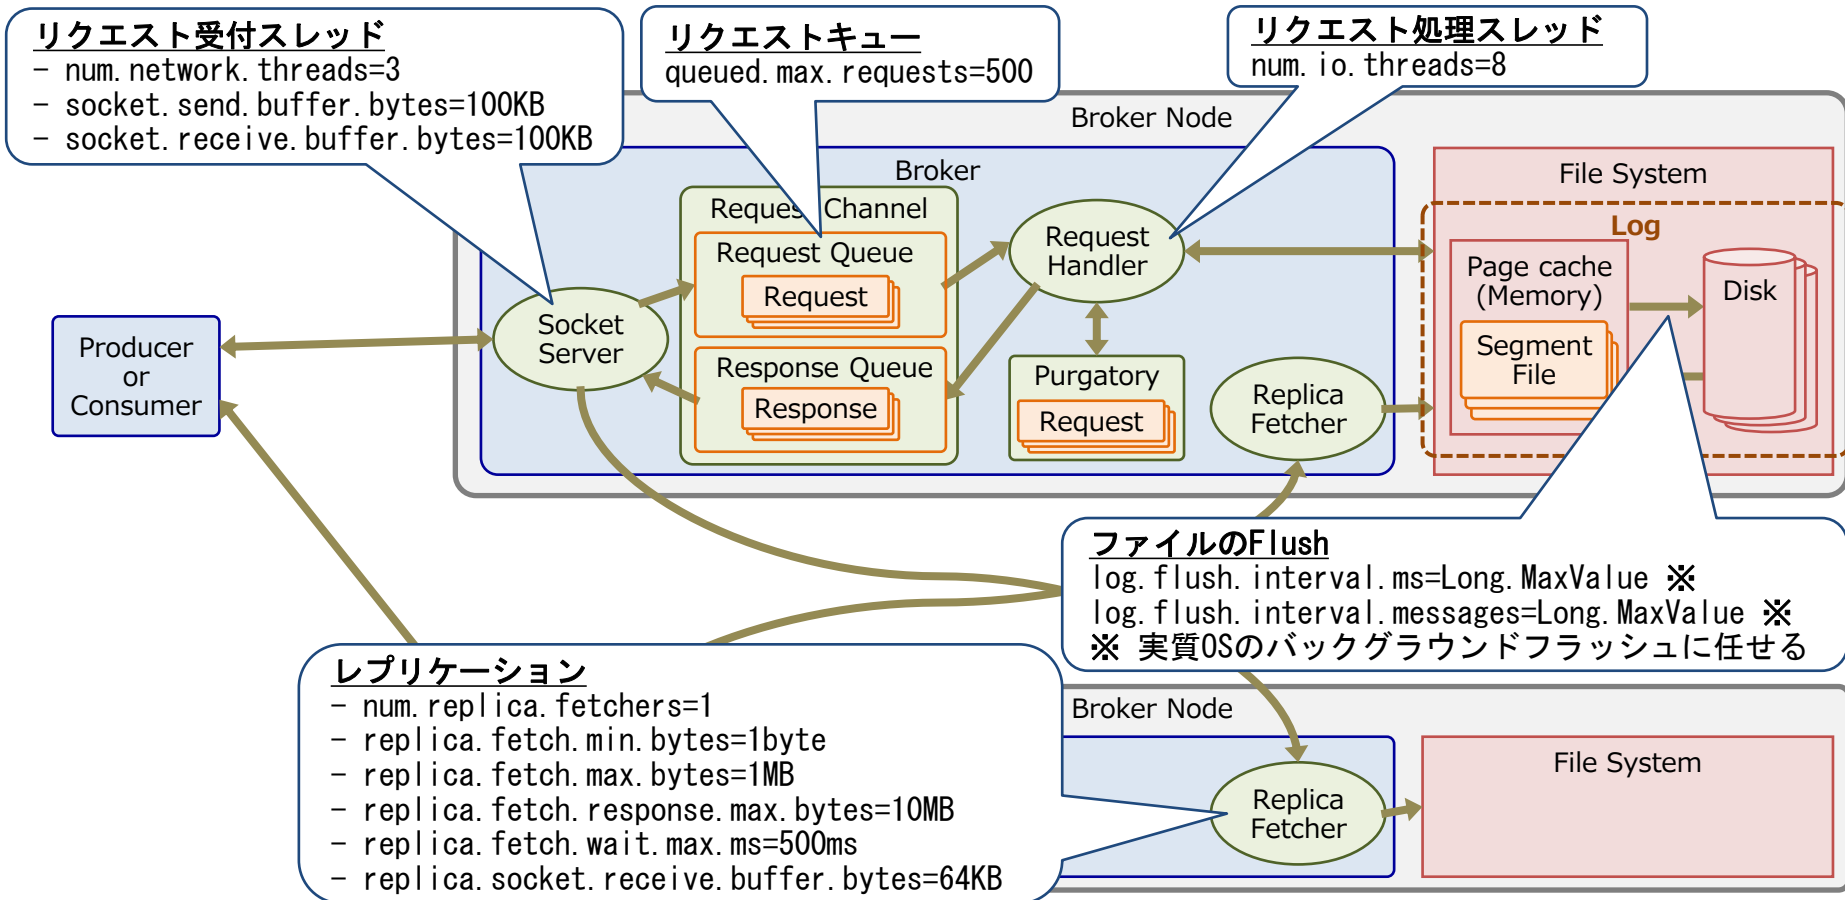 リクエスト受付スレッド
- num.network.threads=3
- socket.send.buffer.bytes=100KB
- socket.receive.buffer.bytes=100KB
リクエストキュー
queued.max.requests=500
リクエスト処理スレッド
num.io.threads=8
Broker Node
Broker
File System
Log
Request Channel
Request Queue
Request
Request
Handler
Page cache
(Memory)
Disk
Socket
Server
Producer
or
Consumer
Segment
File
Response Queue
Response
Purgatory
Request
Replica
Fetcher
ファイルのFlush
log.flush.interval.ms=Long.MaxValue ※
log.flush.interval.messages=Long.MaxValue ※
※ 実質OSのバックグラウンドフラッシュに任せる
レプリケーション
- num.replica.fetchers=1
- replica.fetch.min.bytes=1byte
- replica.fetch.max.bytes=1MB
- replica.fetch.response.max.bytes=10MB
- replica.fetch.wait.max.ms=500ms
- replica.socket.receive.buffer.bytes=64KB
Broker Node
File System
Replica
Fetcher